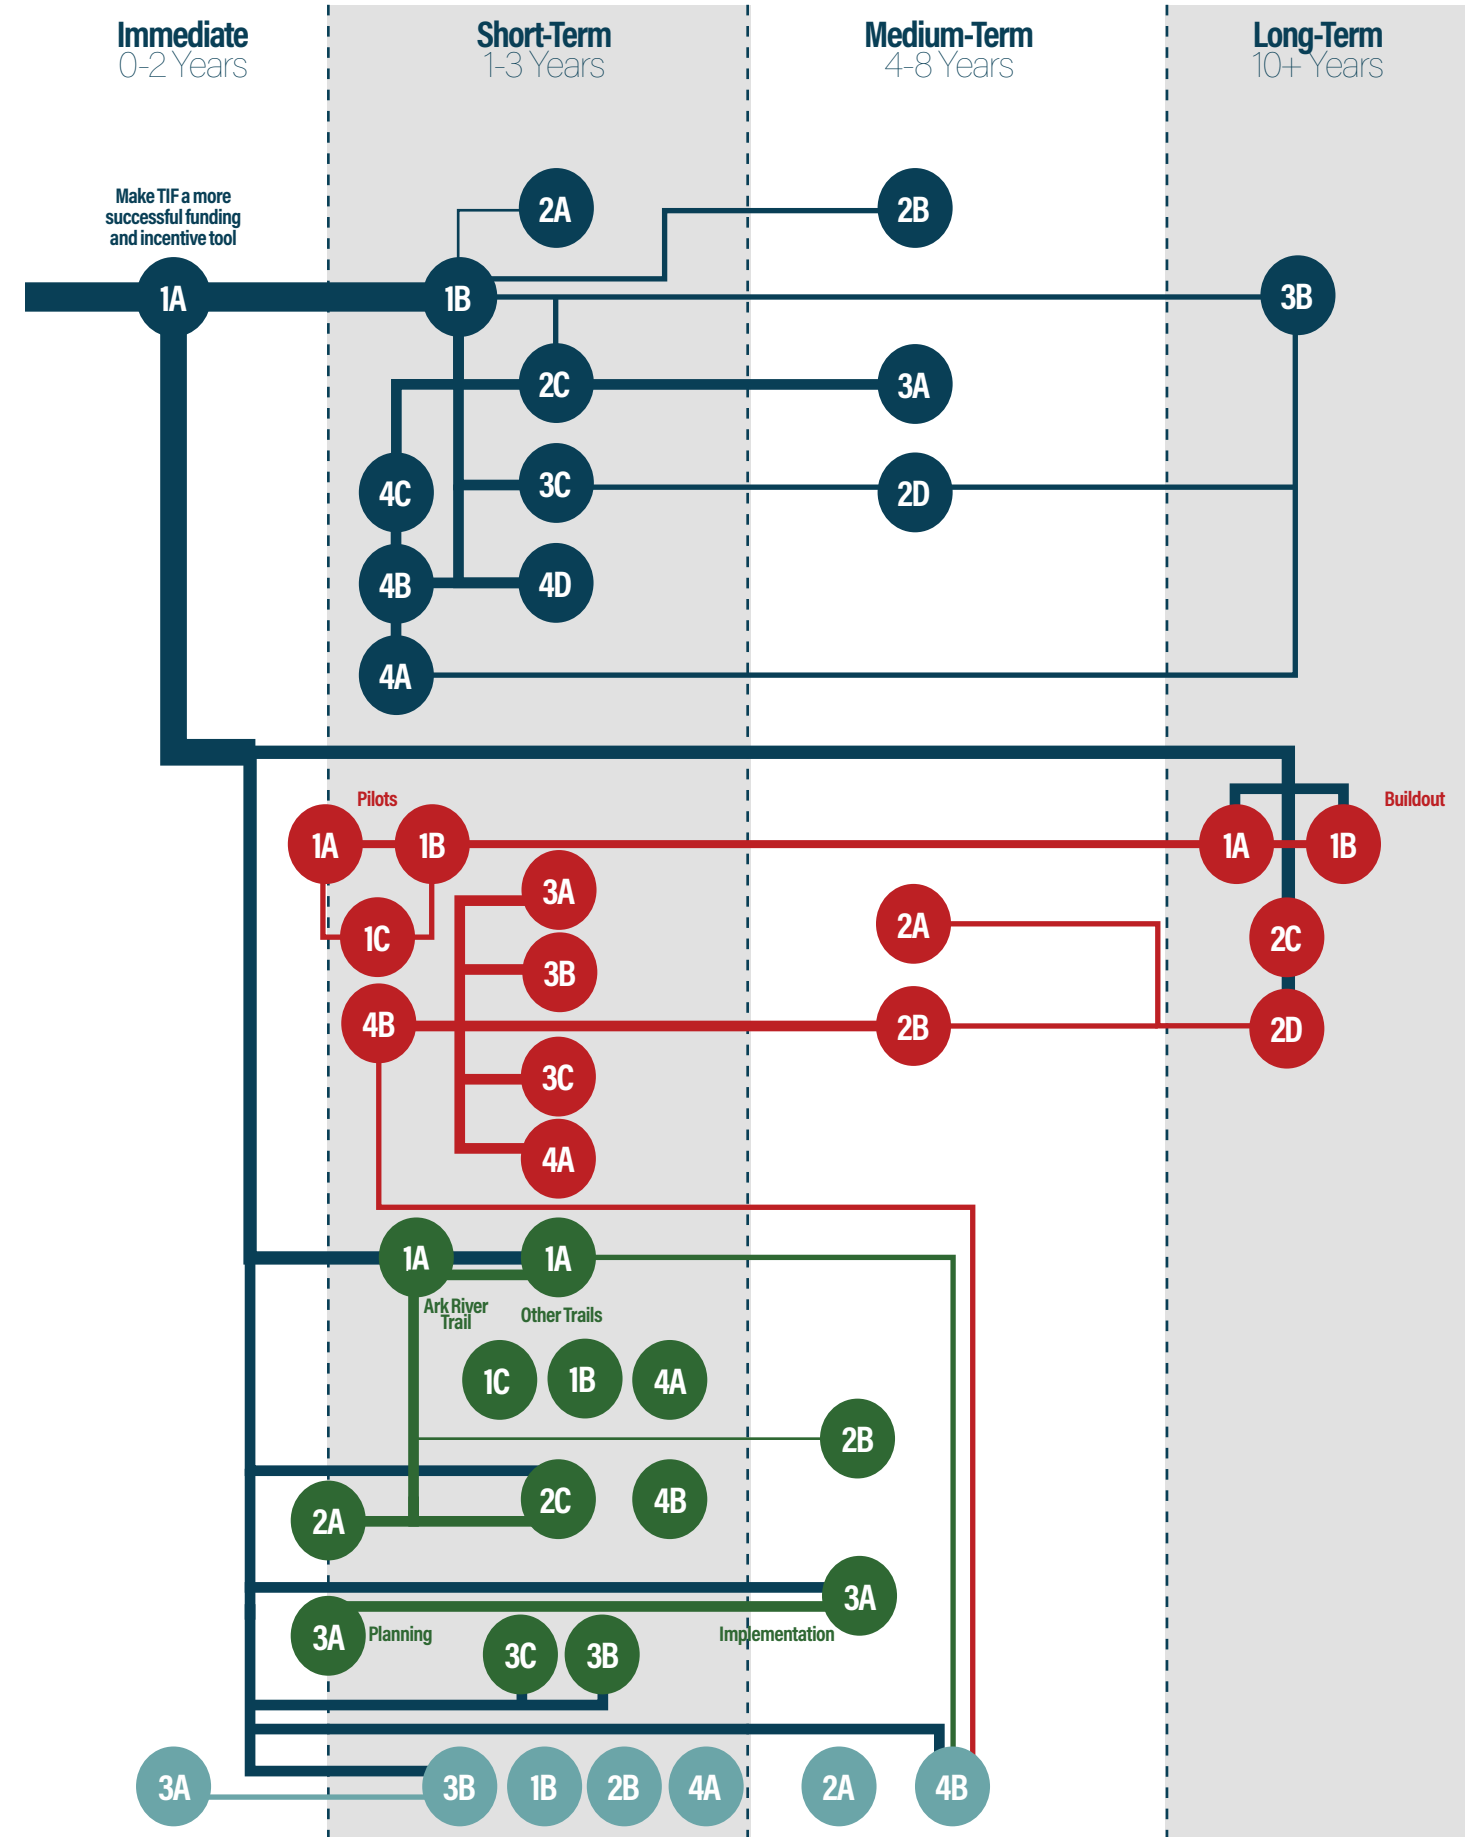 Immediate
0-2 Years
Short-Term
1-3 Years
Medium-Term
4-8 Years
Long-Term
10+ Years
Make TIF a more
successful funding
and incentive tool
2A
2B
1A
1B
3B
2C
3A
4C
3C
2D
4B
4D
4A
Pilots
Buildout
1A
1B
1A
1B
3A
2A
1C
2C
3B
4B
2B
2D
3C
4A
1A
1A
Ark River
Trail
Other Trails
1C
1B
4A
2B
2C
4B
2A
3A
3A
Planning
Implementation
3C
3B
3A
3B
1B
2B
4A
2A
4B